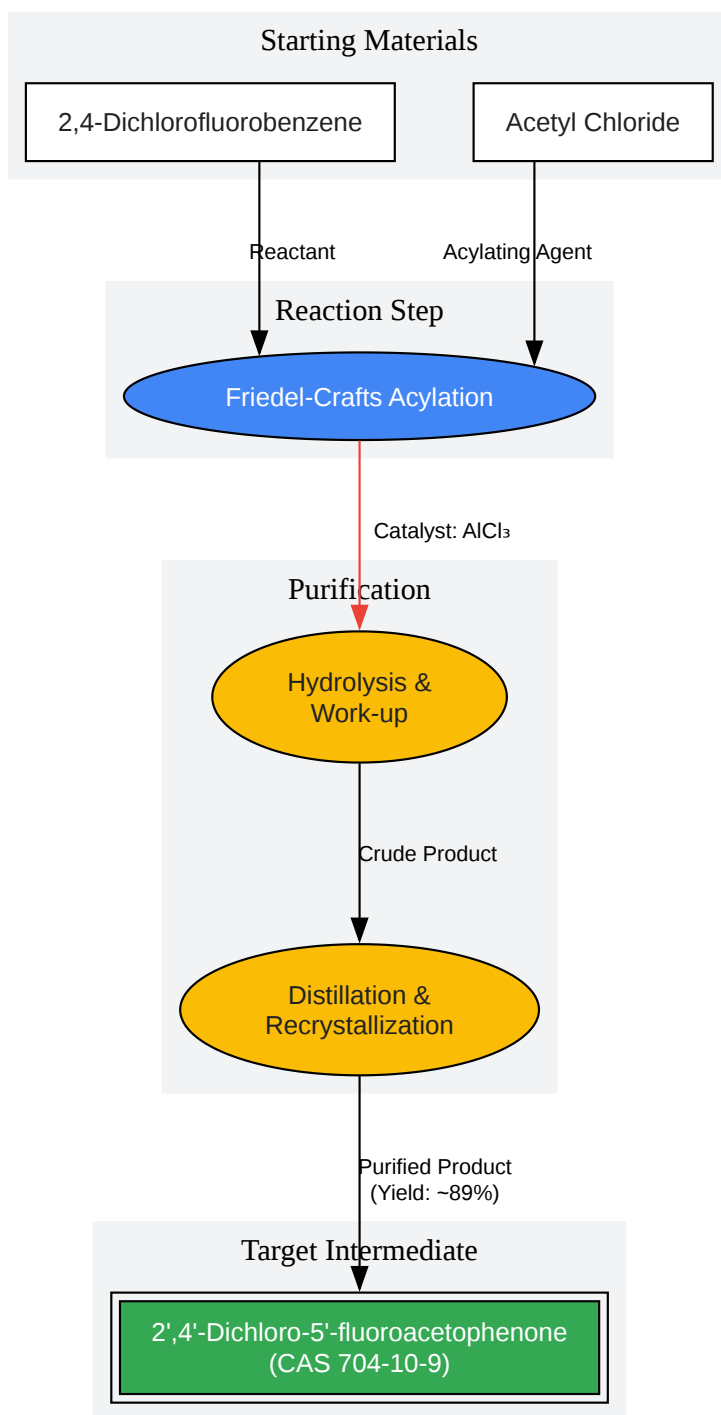 Starting Materials
2,4-Dichlorofluorobenzene
Acetyl Chloride
Reactant
Acylating Agent
Reaction Step
Friedel-Crafts Acylation
Catalyst: AlCl₃
Purification
Hydrolysis &
Work-up
Crude Product
Distillation &
Recrystallization
Purified Product
(Yield: ~89%)
Target Intermediate
2',4'-Dichloro-5'-fluoroacetophenone
(CAS 704-10-9)